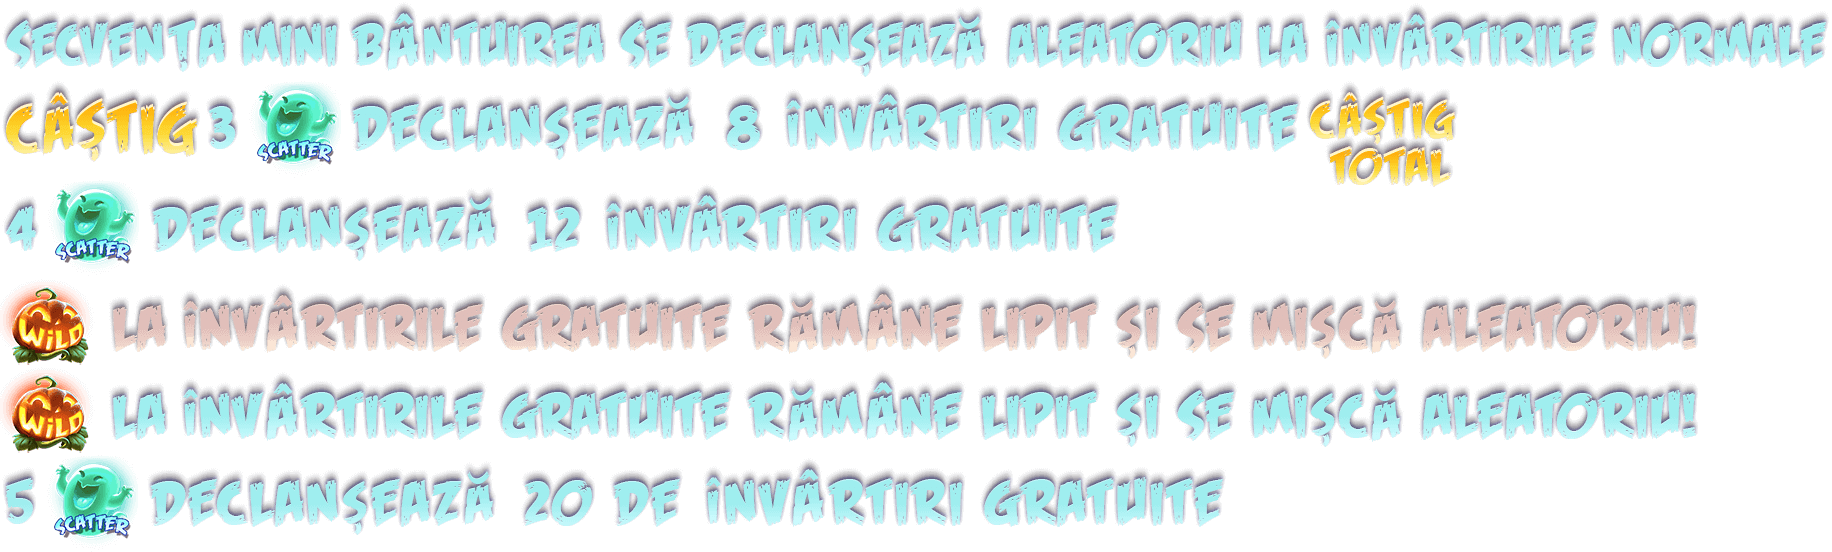 SECVENȚA MINI BÂNTUIREA SE DECLANȘEAZĂ ALEATORIU LA ÎNVÂRTIRILE NORMALE
CÂȘTIG 3 SCATTER DECLANȘEAZĂ 8 ÎNVÂRTIRI GRATUITE CÂȘTIG
TOTAL
4 SCATTER DECLANȘEAZĂ 12 ÎNVÂRTIRI GRATUITE
WILD LA ÎNVÂRTIRILE GRATUITE RĂMÂNE LIPIT ȘI SE MIȘCĂ ALEATORIU!
WILD LA ÎNVÂRTIRILE GRATUITE RĂMÂNE LIPIT ȘI SE MIȘCĂ ALEATORIU!
5 SCATTER DECLANȘEAZĂ 20 DE ÎNVÂRTIRI GRATUITE